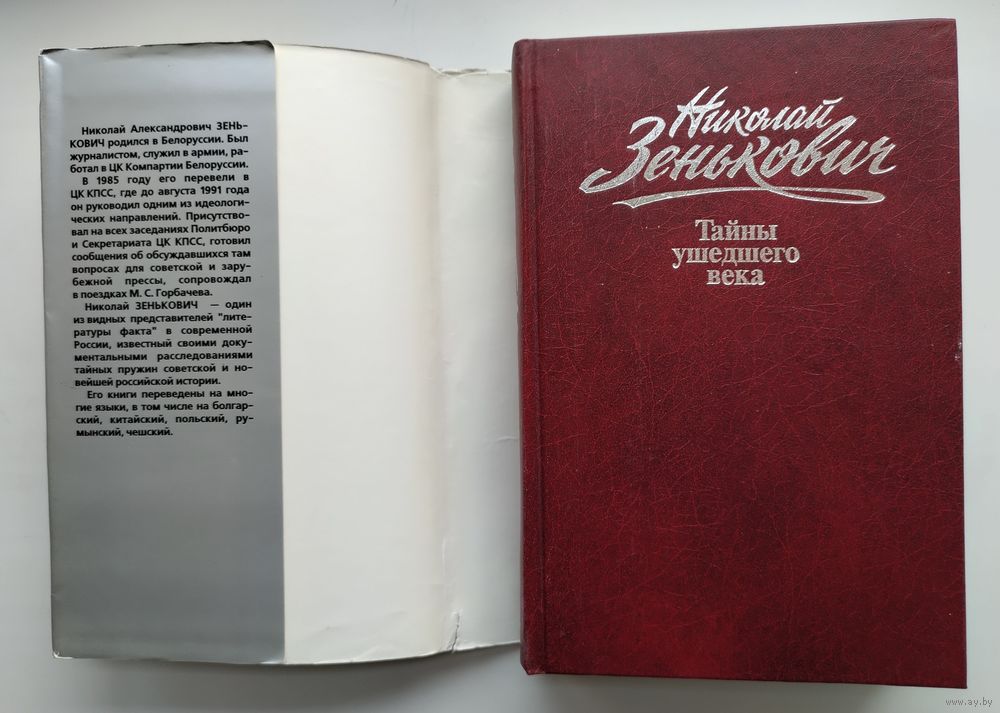 Николай Александрович ЗЕНЬ-
КОВИЧ родился в Белоруссии. Был
журналистом, служил в армии, ра-
ботал в ЦК Компартии Белоруссии.
В 1985 году его перевели в
ЦК КПСС, где до августа 1991 года
он руководил одним из идеологи-
ческих направлений. Присутство-
вал на всех заседаниях Политбюро
и Секретариата ЦК КПСС, готовил
сообщения об обсуждавшихся там
вопросах для советской и зару-
бежной прессы, сопровождал
в поездках М. С. Горбачева.
Николай ЗЕНЬКОВИЧ — один
из видных представителей "лите-
ратуры факта" в современной
России, известный своими доку-
ментальными расследованиями
тайных пружин советской и но-
вейшей российской истории.
Его книги переведены на мно-
гие языки, в том числе на болгар-
ский, китайский, польский, ру-
мынский, чешский.
Николай
Зенькович
Тайны
ушедшего
века
www.ay.by